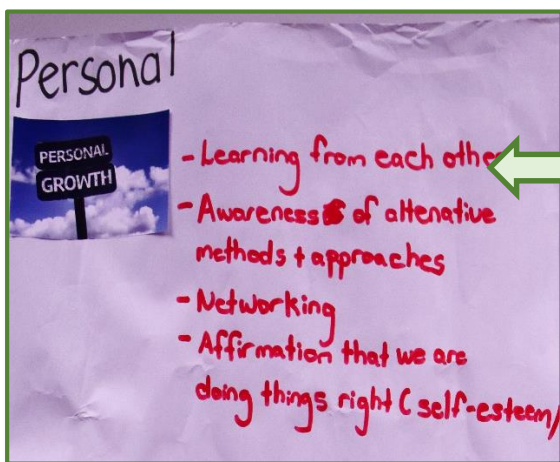 Personal
PERSONAL
GROWTH
- Learning from each other
- Awareness of altenative
methods + approaches
- Networking
- Affirmation that we are
doing things right ( self-esteem/